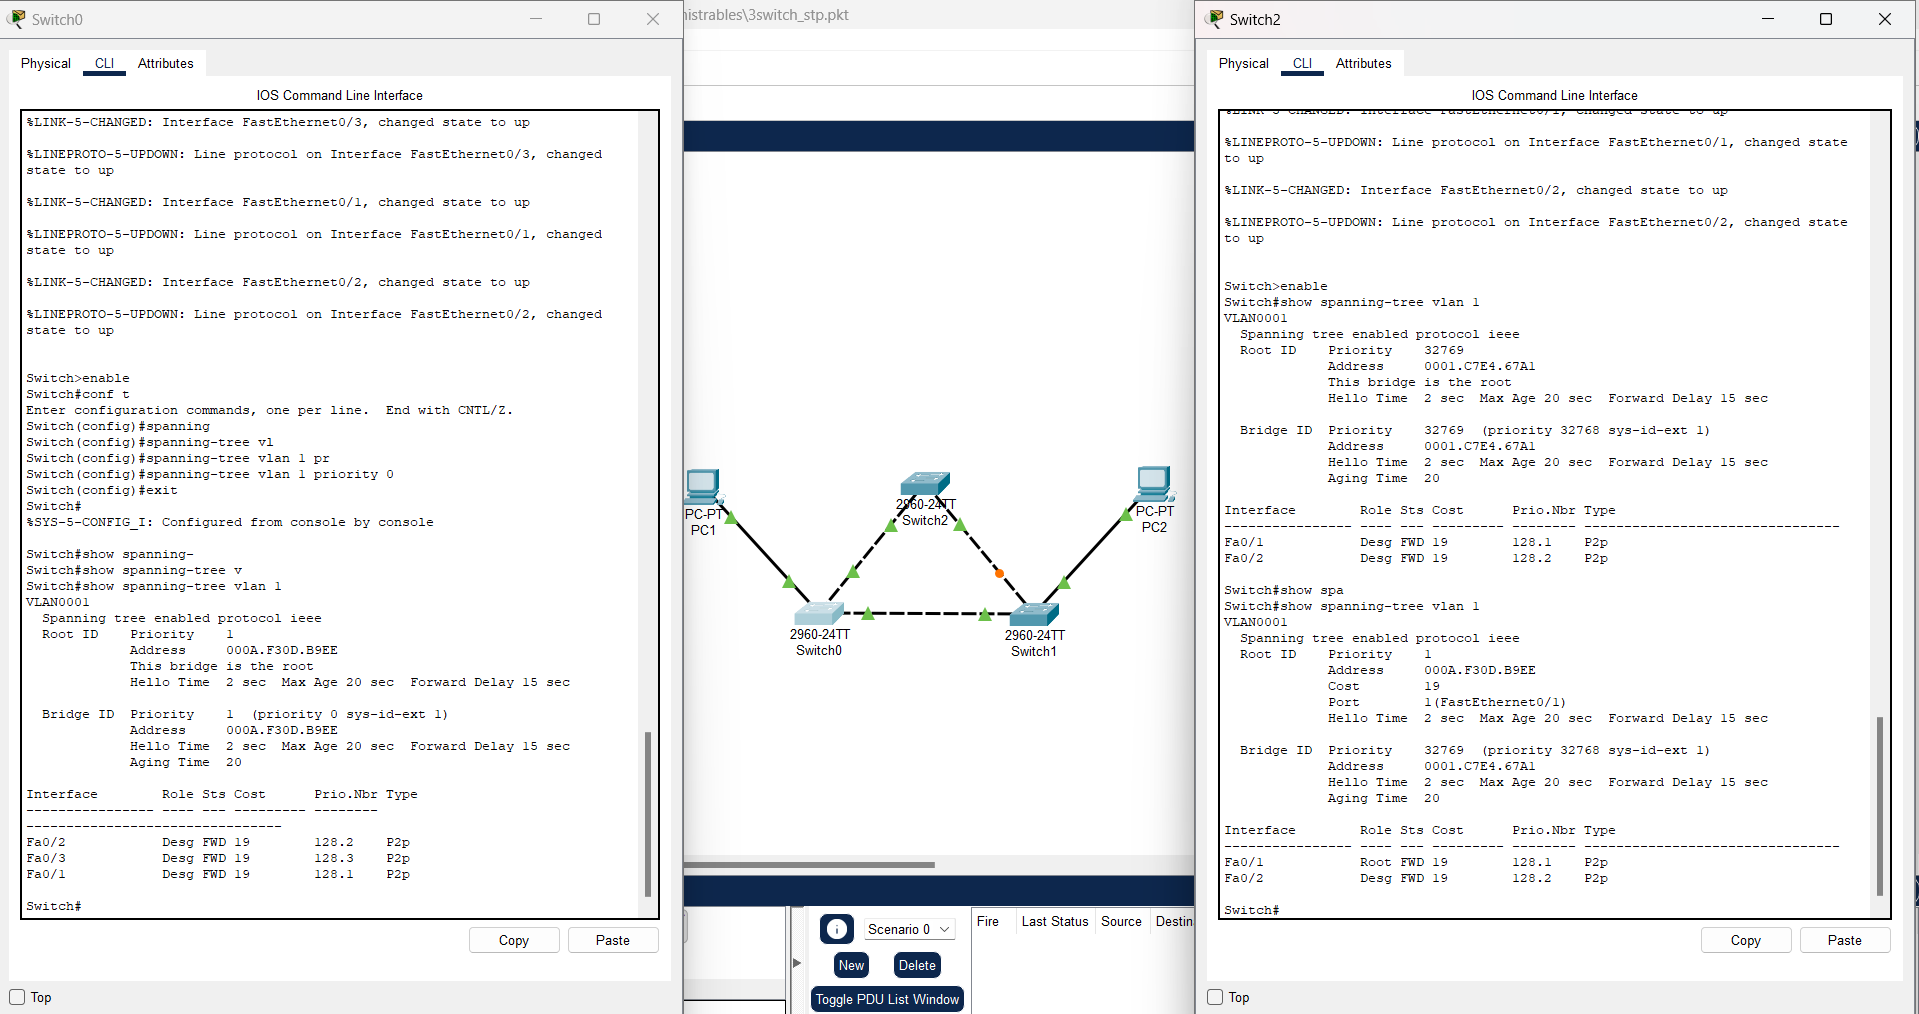 Switch0
Physical CLI Attributes
IOS Command Line Interface
%LINK-5-CHANGED: Interface FastEthernet0/3, changed state to up
%LINEPROTO-5-UPDOWN: Line protocol on Interface FastEthernet0/3, changed
state to up
%LINK-5-CHANGED: Interface FastEthernet0/1, changed state to up
%LINEPROTO-5-UPDOWN: Line protocol on Interface FastEthernet0/1, changed
state to up
%LINK-5-CHANGED: Interface FastEthernet0/2, changed state to up
%LINEPROTO-5-UPDOWN: Line protocol on Interface FastEthernet0/2, changed
state to up
Switch>enable
Switch#conf t
Enter configuration commands, one per line.  End with CNTL/Z.
Switch(config)#spanning
Switch(config)#spanning-tree vl
Switch(config)#spanning-tree vlan 1 pr
Switch(config)#spanning-tree vlan 1 priority 0
Switch(config)#exit
Switch#
%SYS-5-CONFIG_I: Configured from console by console
Switch#show spanning-
Switch#show spanning-tree v
Switch#show spanning-tree vlan 1
VLAN0001
  Spanning tree enabled protocol ieee
  Root ID    Priority    1
             Address     000A.F30D.B9EE
             This bridge is the root
             Hello Time  2 sec  Max Age 20 sec  Forward Delay 15 sec
  Bridge ID  Priority    1  (priority 0 sys-id-ext 1)
             Address     000A.F30D.B9EE
             Hello Time  2 sec  Max Age 20 sec  Forward Delay 15 sec
             Aging Time  20
Interface        Role Sts Cost      Prio.Nbr Type
---------------- ---- --- --------- --------
--------------------------------
Fa0/2            Desg FWD 19        128.2    P2p
Fa0/3            Desg FWD 19        128.3    P2p
Fa0/1            Desg FWD 19        128.1    P2p
Switch#
Copy Paste
Top
nistrables\3switch_stp.pkt
PC-PT
PC1
2960-24TT
Switch2
PC-PT
PC2
2960-24TT
Switch0
2960-24TT
Switch1
Scenario 0
New Delete
Toggle PDU List Window
Fire Last Status Source Destin
Switch2
Physical CLI Attributes
IOS Command Line Interface
%LINK-5-CHANGED: Interface FastEthernet0/1, changed state to up
%LINEPROTO-5-UPDOWN: Line protocol on Interface FastEthernet0/1, changed state
to up
%LINK-5-CHANGED: Interface FastEthernet0/2, changed state to up
%LINEPROTO-5-UPDOWN: Line protocol on Interface FastEthernet0/2, changed state
to up
Switch>enable
Switch#show spanning-tree vlan 1
VLAN0001
  Spanning tree enabled protocol ieee
  Root ID    Priority    32769
             Address     0001.C7E4.67A1
             This bridge is the root
             Hello Time  2 sec  Max Age 20 sec  Forward Delay 15 sec
  Bridge ID  Priority    32769  (priority 32768 sys-id-ext 1)
             Address     0001.C7E4.67A1
             Hello Time  2 sec  Max Age 20 sec  Forward Delay 15 sec
             Aging Time  20
Interface        Role Sts Cost      Prio.Nbr Type
---------------- ---- --- --------- -------- --------------------------------
Fa0/1            Desg FWD 19        128.1    P2p
Fa0/2            Desg FWD 19        128.2    P2p
Switch#show spa
Switch#show spanning-tree vlan 1
VLAN0001
  Spanning tree enabled protocol ieee
  Root ID    Priority    1
             Address     000A.F30D.B9EE
             Cost        19
             Port        1(FastEthernet0/1)
             Hello Time  2 sec  Max Age 20 sec  Forward Delay 15 sec
  Bridge ID  Priority    32769  (priority 32768 sys-id-ext 1)
             Address     0001.C7E4.67A1
             Hello Time  2 sec  Max Age 20 sec  Forward Delay 15 sec
             Aging Time  20
Interface        Role Sts Cost      Prio.Nbr Type
---------------- ---- --- --------- -------- --------------------------------
Fa0/1            Root FWD 19        128.1    P2p
Fa0/2            Desg FWD 19        128.2    P2p
Switch#
Copy Paste
Top